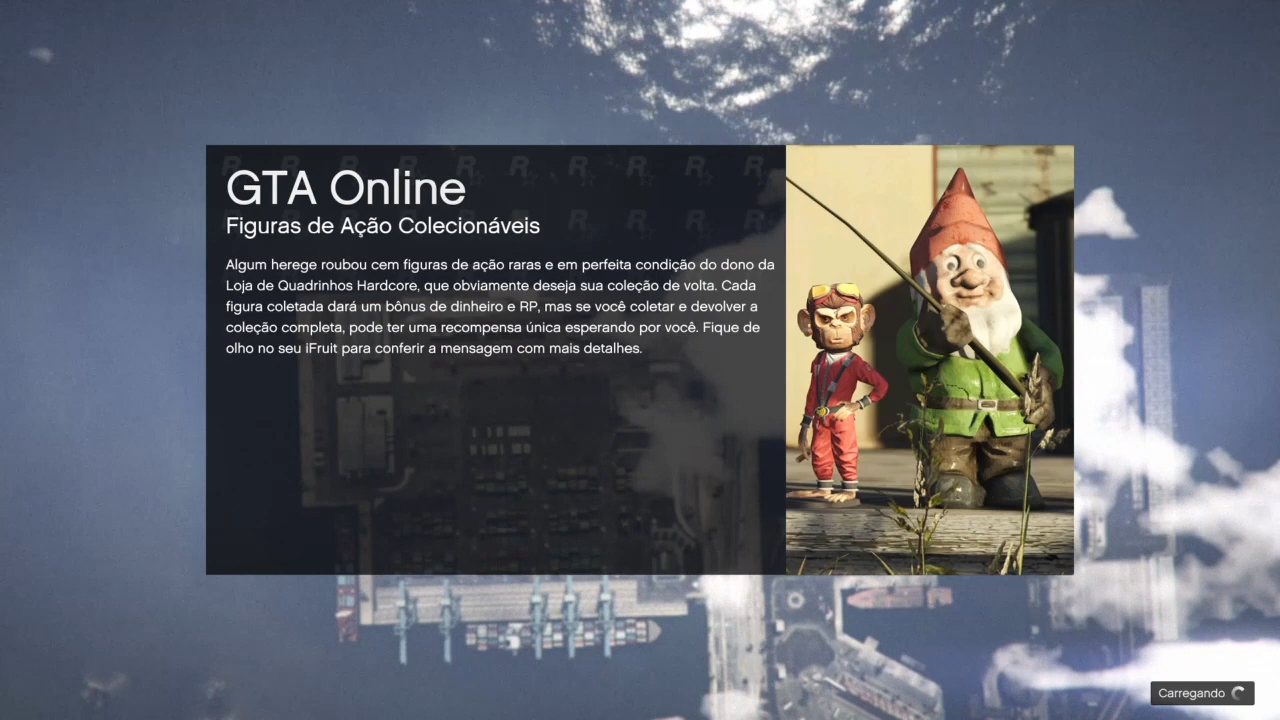 GTA Online
Figuras de Ação Colecionáveis
Algum herege roubou cem figuras de ação raras e em perfeita condição do dono da
Loja de Quadrinhos Hardcore, que obviamente deseja sua coleção de volta. Cada
figura coletada dará um bônus de dinheiro e RP, mas se você coletar e devolver a
coleção completa, pode ter uma recompensa única esperando por você. Fique de
olho no seu iFruit para conferir a mensagem com mais detalhes.
Carregando